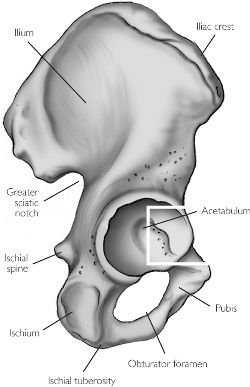 Ilium
Iliac crest
Greater
sciatic
notch
Acetabulum
Ischial
spine
Pubis
Ischium
Obturator foramen
Ischial tuberosity